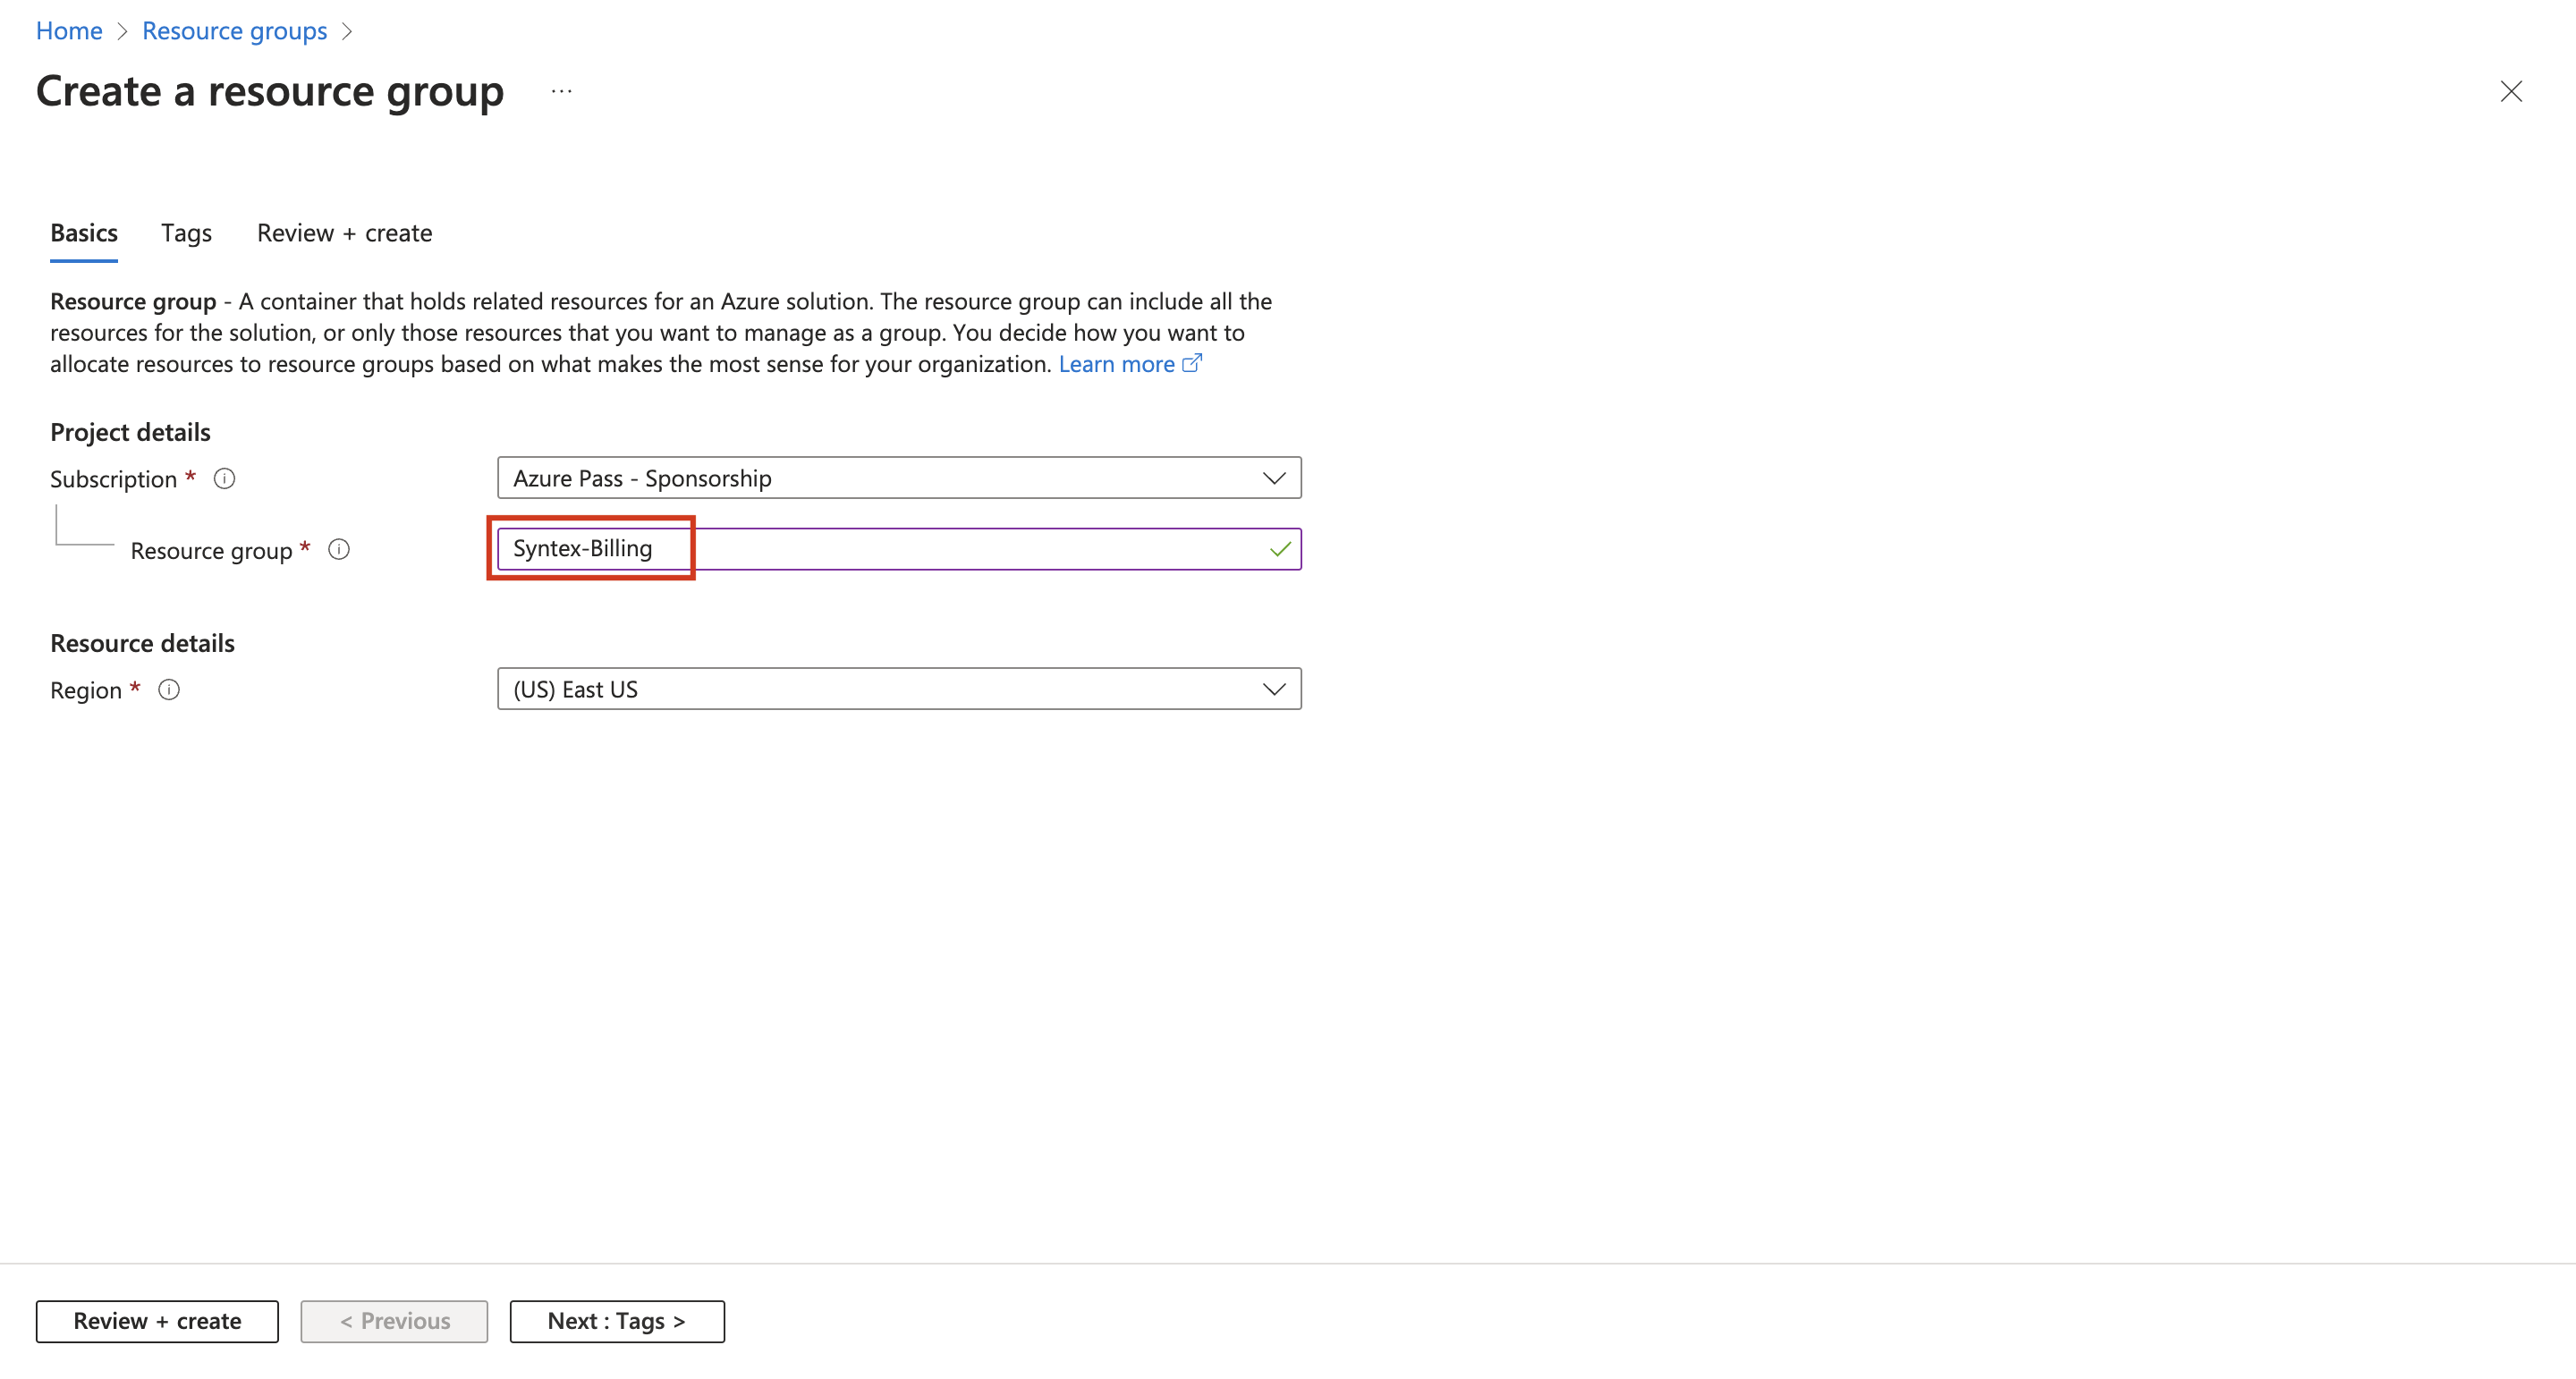 Home > Resource groups >
Create a resource group ...
Basics Tags Review + create
Resource group - A container that holds related resources for an Azure solution. The resource group can include all the
resources for the solution, or only those resources that you want to manage as a group. You decide how you want to
allocate resources to resource groups based on what makes the most sense for your organization. Learn more
Project details
Subscription * Azure Pass - Sponsorship
Resource group * Syntex-Billing
Resource details
Region * (US) East US
Review + create < Previous Next : Tags >